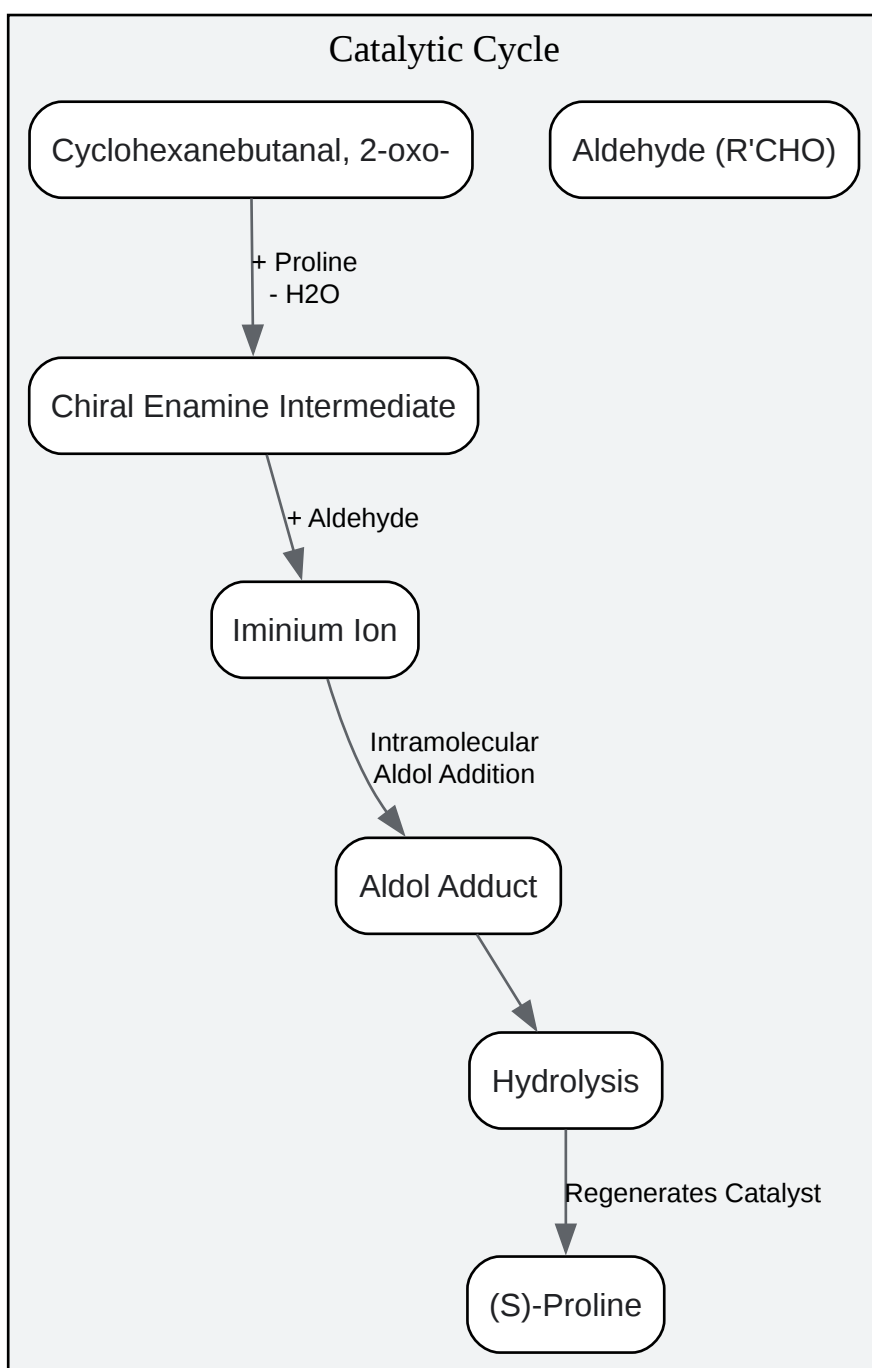 Catalytic Cycle
Cyclohexanebutanal, 2-oxo-
Aldehyde (R'CHO)
+ Proline
- H2O
Chiral Enamine Intermediate
+ Aldehyde
Iminium Ion
Intramolecular
Aldol Addition
Aldol Adduct
Hydrolysis
Regenerates Catalyst
(S)-Proline